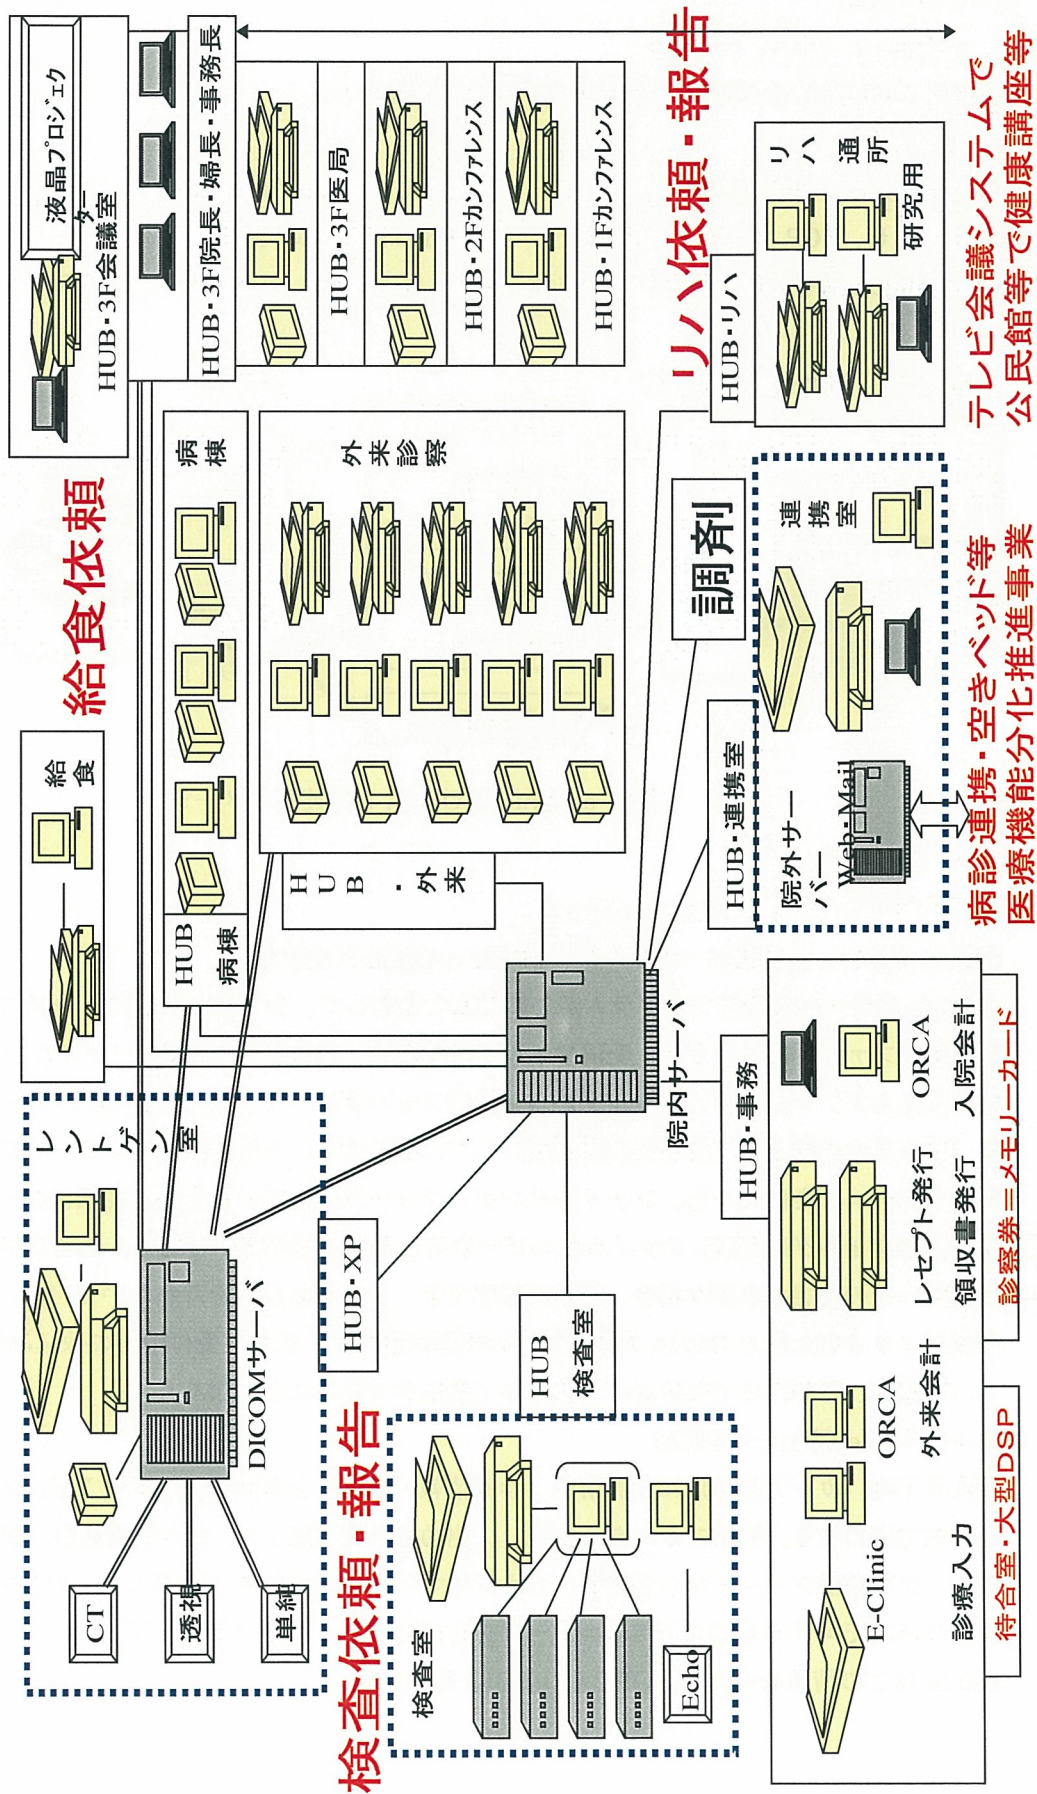 検査依頼・報告
給食依頼
リハ依頼・報告
CT
透視
単純
DICOMサーバ
レントゲン室
HUB・XP
給食
HUB
病棟
病棟
液晶プロジェク
ター
HUB・3F会議室
HUB・3F院長・婦長・事務長
HUB・3F医局
HUB・2Fカンファレンス
HUB・1Fカンファレンス
HUB・外来
外来診察
検査室
Echo
HUB
検査室
院内サーバ
調剤
HUB・リハ
リハ
通所
研究用
HUB・連携室
院外サー
バー
Web・Mail
連携室
HUB・事務
E-Clinic
診療入力
ORCA
外来会計
レセプト発行
領収書発行
ORCA
入院会計
待合室・大型DSP
診察券＝メモリーカード
病診連携・空きベッド等
医療機能分化推進事業
テレビ会議システムで
公民館等で健康講座等